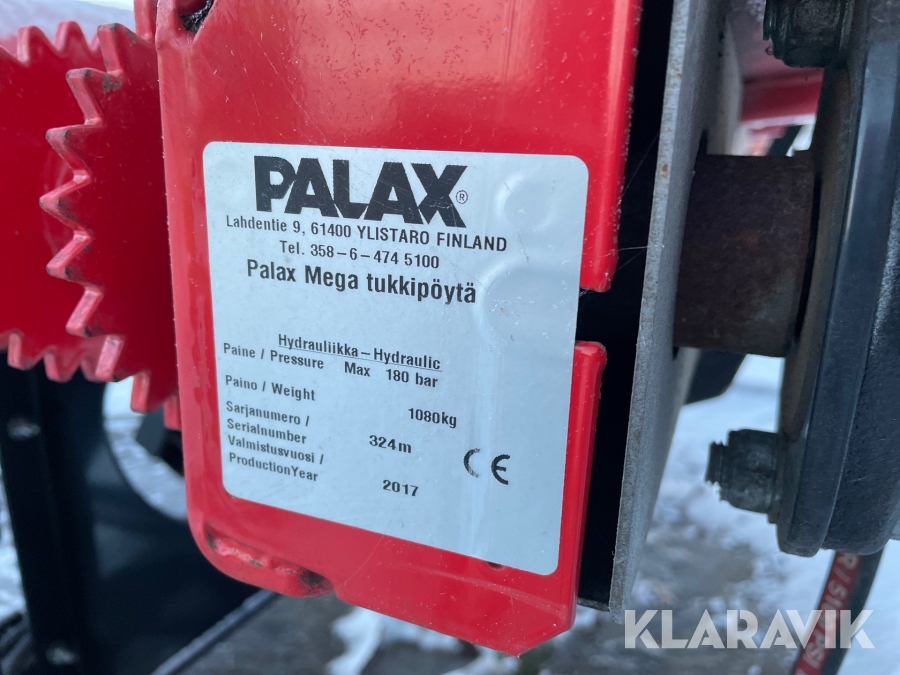 PALAX®
Lahdentie 9, 61400 YLISTARO FINLAND
Tel. 358-6-474 5100
Palax Mega tukkipöytä
Hydrauliikka-Hydraulic
Paine / Pressure Max 180 bar
Paino / Weight 1080kg
Sarjanumero /
Serialnumber 324m
Valmistusvuosi /
ProductionYear 2017
CE
KLARAVIK